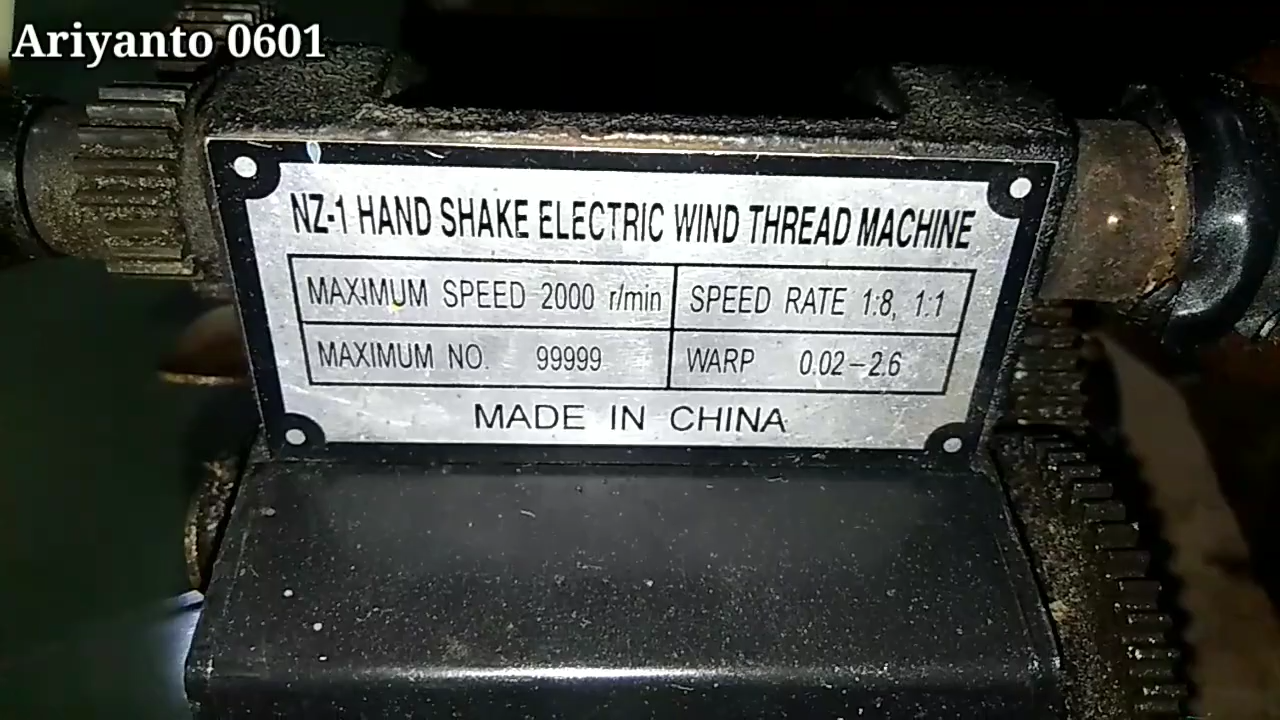 Ariyanto 0601
NZ-1 HAND SHAKE ELECTRIC WIND THREAD MACHINE
MAXIMUM SPEED 2000 r/min SPEED RATE 1:8, 1:1
MAXIMUM NO. 99999 WARP 0.02-2.6
MADE IN CHINA